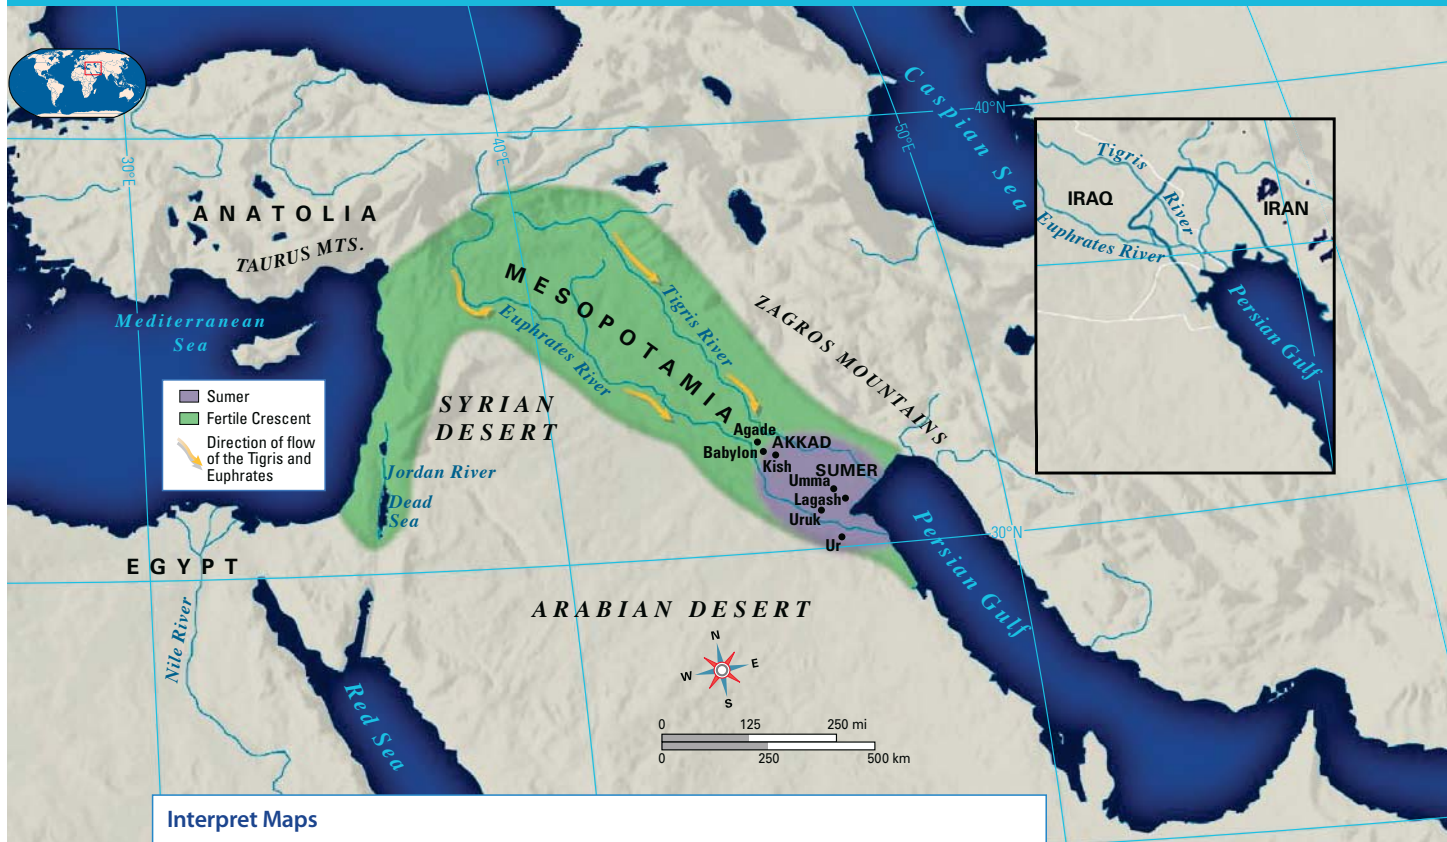 Caspian Sea
40°N
50°E
40°E
30°E
ANATOLIA
TAURUS MTS.
Mediterranean
Sea
MESOPOTAMIA
Tigris River
Euphrates River
ZAGROS MOUNTAINS
Sumer
Fertile Crescent
Direction of flow
of the Tigris and
Euphrates
SYRIAN
DESERT
Jordan River
Dead
Sea
Agade
AKKAD
Babylon
Kish
SUMER
Umma
Lagash
Uruk
Ur
30°N
Persian Gulf
EGYPT
Nile River
Red Sea
ARABIAN DESERT
N
W E
S
0 125 250 mi
0 250 500 km
Tigris
River
IRAQ
IRAN
Euphrates River
Persian Gulf
Interpret Maps